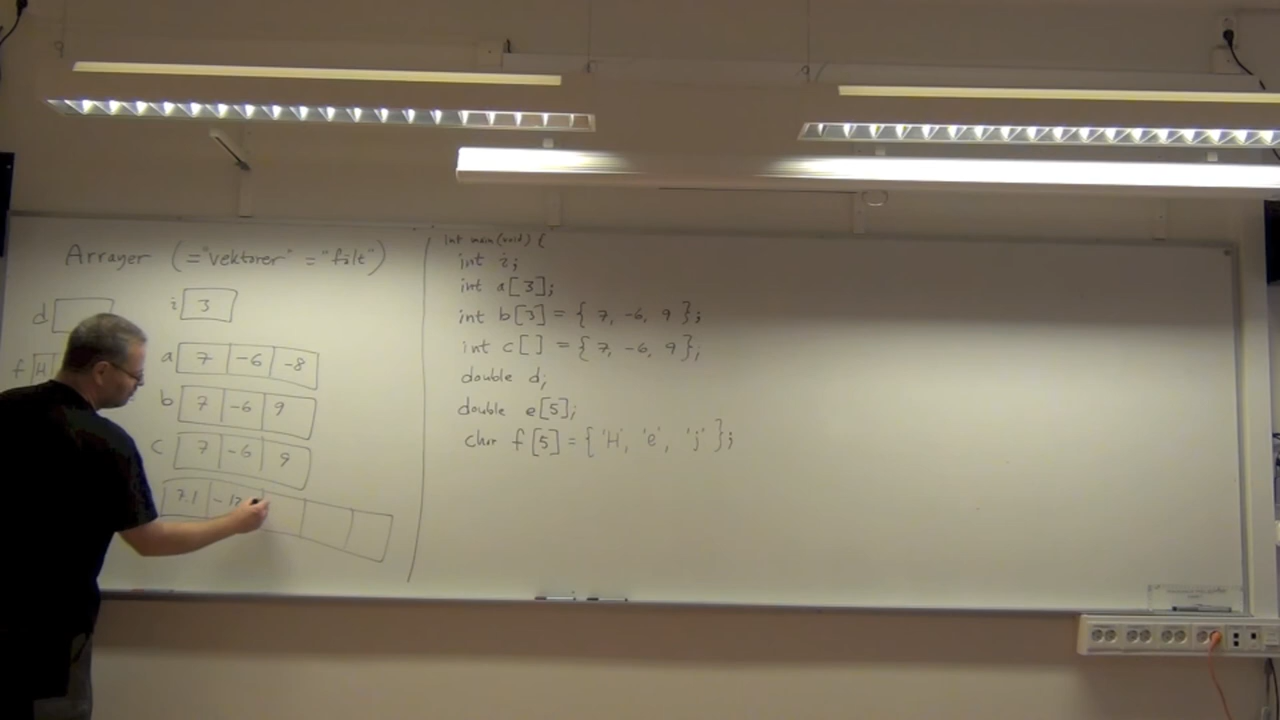 Arrayer (="vektorer" = "fält")
d
i 3
f H
a 7 -6 -8
b 7 -6 9
c 7 -6 9
7.1
int main(void) {
int i;
int a[3];
int b[3] = { 7, -6, 9 };
int c[] = { 7, -6, 9 };
double d;
double e[5];
char f[5] = { 'H', 'e', 'j' };